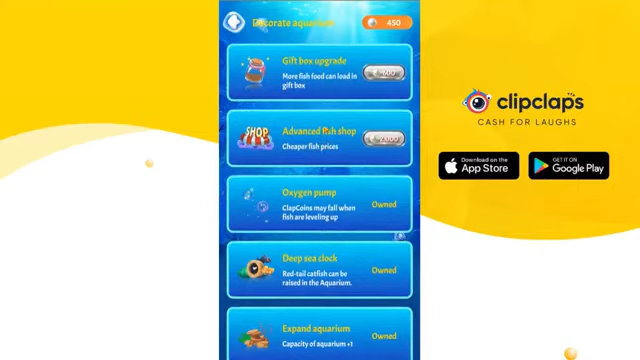 Decorate aquarium
450
Gift box upgrade
More fish food can load in
gift box
Advanced fish shop
Cheaper fish prices
SHOP
Oxygen pump
ClapCoins may fall when
fish are leveling up
Owned
Deep sea clock
Red-tail catfish can be
raised in the Aquarium.
Owned
Expand aquarium
Capacity of aquarium +1
Owned
clipclaps
CASH FOR LAUGHS
Download on the
App Store
GET IT ON
Google Play